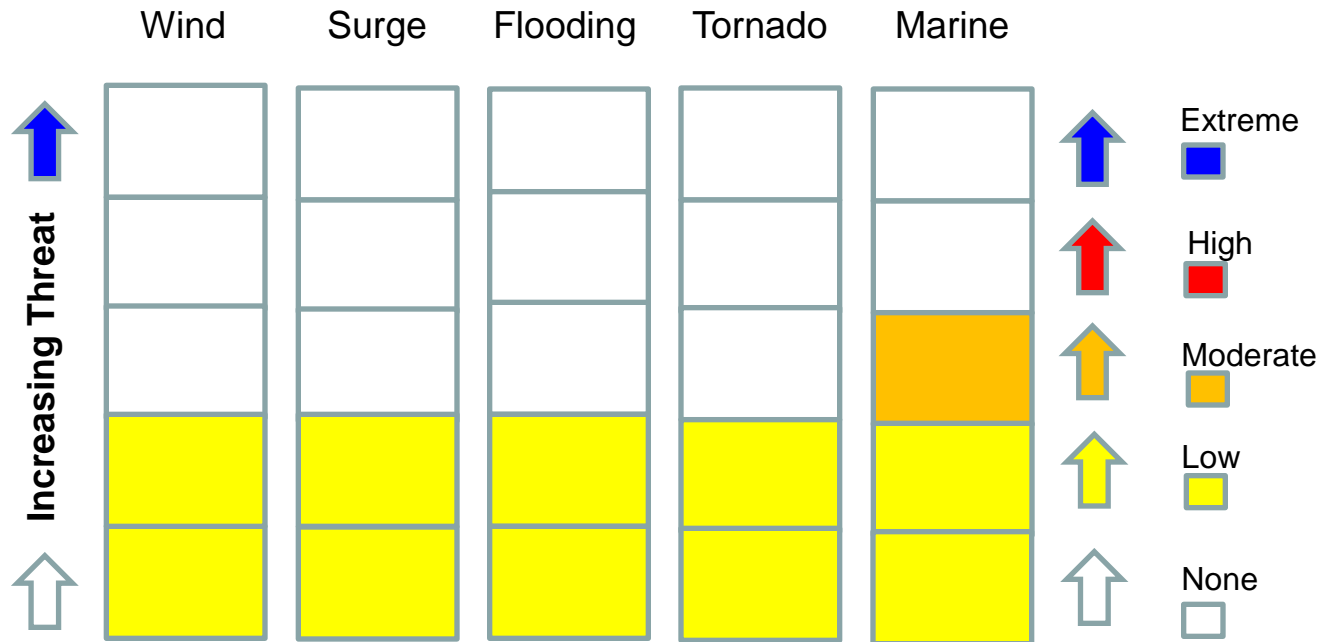 Wind Surge Flooding Tornado Marine
Increasing Threat
Extreme
High
Moderate
Low
None